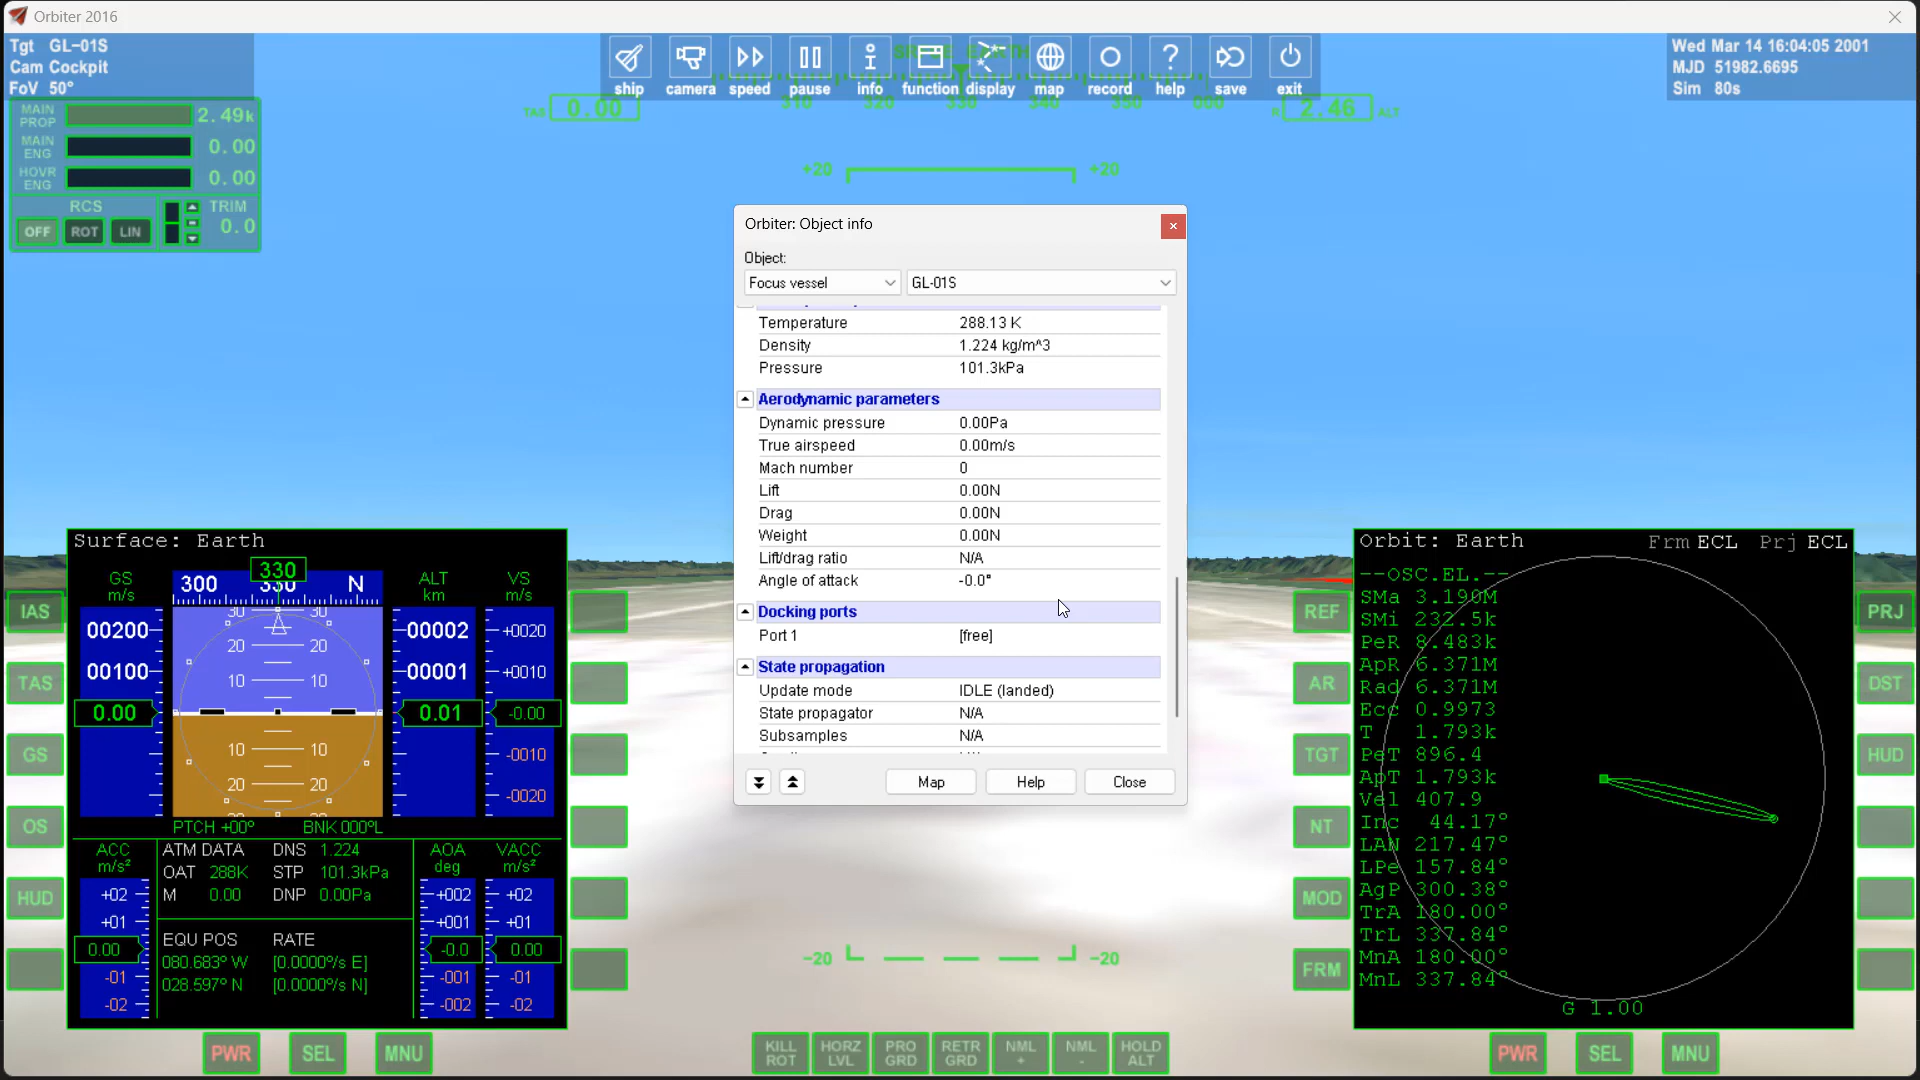 Orbiter 2016
Tgt GL-01S
Cam Cockpit
FoV 50°
MAIN PROP 2.49k
MAIN ENG 0.00
HOVR ENG 0.00
RCS TRIM
OFF ROT LIN 0.0
ship camera speed pause info function display map record help save exit
Wed Mar 14 16:04:05 2001
MJD 51982.6695
Sim 80s
310 320 330 340 350 000
TAS 0.00
R 2.46 ALT
+20 +20
Orbiter: Object info
Object:
Focus vessel GL-01S
Temperature 288.13 K
Density 1.224 kg/m^3
Pressure 101.3kPa
Aerodynamic parameters
Dynamic pressure 0.00Pa
True airspeed 0.00m/s
Mach number 0
Lift 0.00N
Drag 0.00N
Weight 0.00N
Lift/drag ratio N/A
Angle of attack -0.0°
Docking ports
Port 1 [free]
State propagation
Update mode IDLE (landed)
State propagator N/A
Subsamples N/A
Map Help Close
-20 -20
Surface: Earth
GS m/s
300 330 N
330
ALT km
VS m/s
00200 00002 +0020
00100 00001 +0010
0.00 0.01 -0.00
-0010
-0020
30 30
20 20
10 10
10 10
20 20
PTCH +00° BNK 000°L
ACC m/s²
ATM DATA DNS 1.224
OAT 288K STP 101.3kPa
M 0.00 DNP 0.00Pa
AOA deg
VACC m/s²
+02 +002 +02
+01 +001 +01
0.00 -0.0 0.00
-01 -001 -01
-02 -002 -02
EQU POS RATE
080.683° W [0.0000°/s E]
028.597° N [0.0000°/s N]
IAS
TAS
GS
OS
HUD
PWR SEL MNU
KILL ROT
HORZ LVL
PRO GRD
RETR GRD
NML +
NML -
HOLD ALT
Orbit: Earth Frm ECL Prj ECL
--OSC.EL.--
SMa 3.190M
SMi 232.5k
PeR 8.483k
ApR 6.371M
Rad 6.371M
Ecc 0.9973
T 1.793k
PeT 896.4
ApT 1.793k
Vel 407.9
Inc 44.17°
LAN 217.47°
LPe 157.84°
AgP 300.38°
TrA 180.00°
TrL 337.84°
MnA 180.00°
MnL 337.84°
G 1.00
REF
AR
TGT
NT
MOD
FRM
PRJ
DST
HUD
PWR SEL MNU